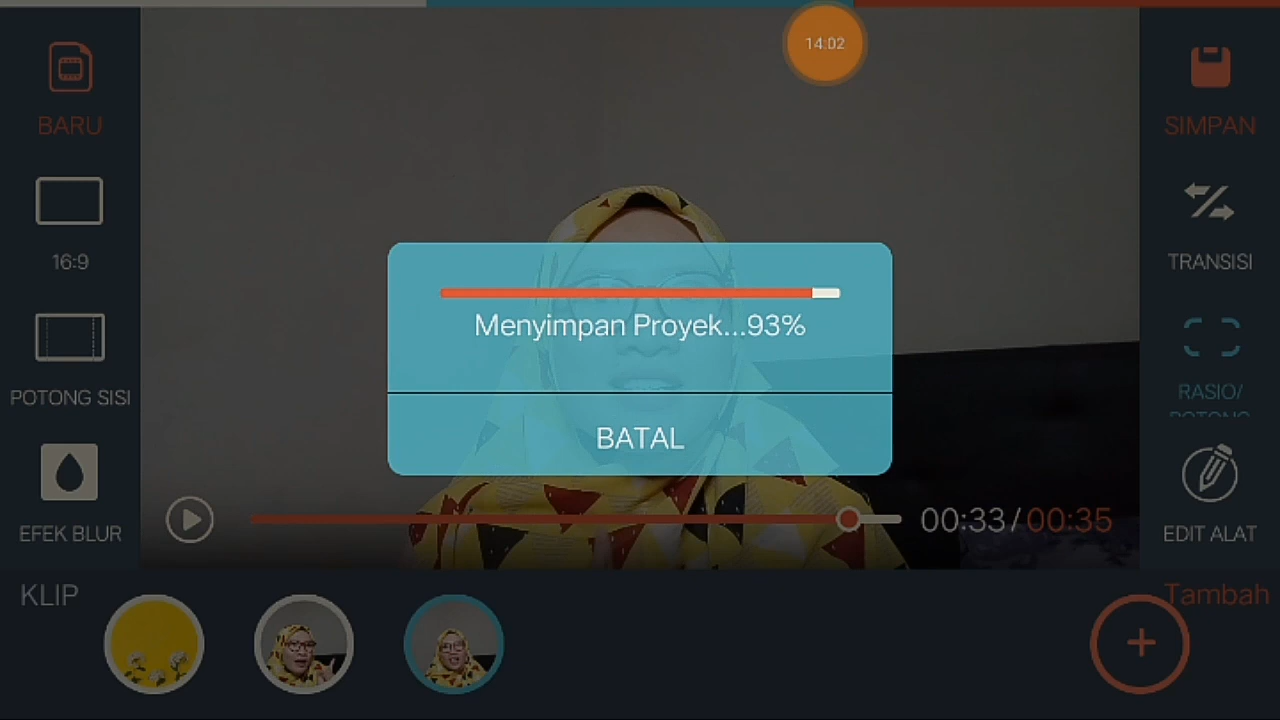 14:02
BARU
SIMPAN
16:9
TRANSISI
Menyimpan Proyek...93%
POTONG SISI
RASIO/
POTONG
BATAL
EFEK BLUR
00:33/00:35
EDIT ALAT
KLIP
Tambah